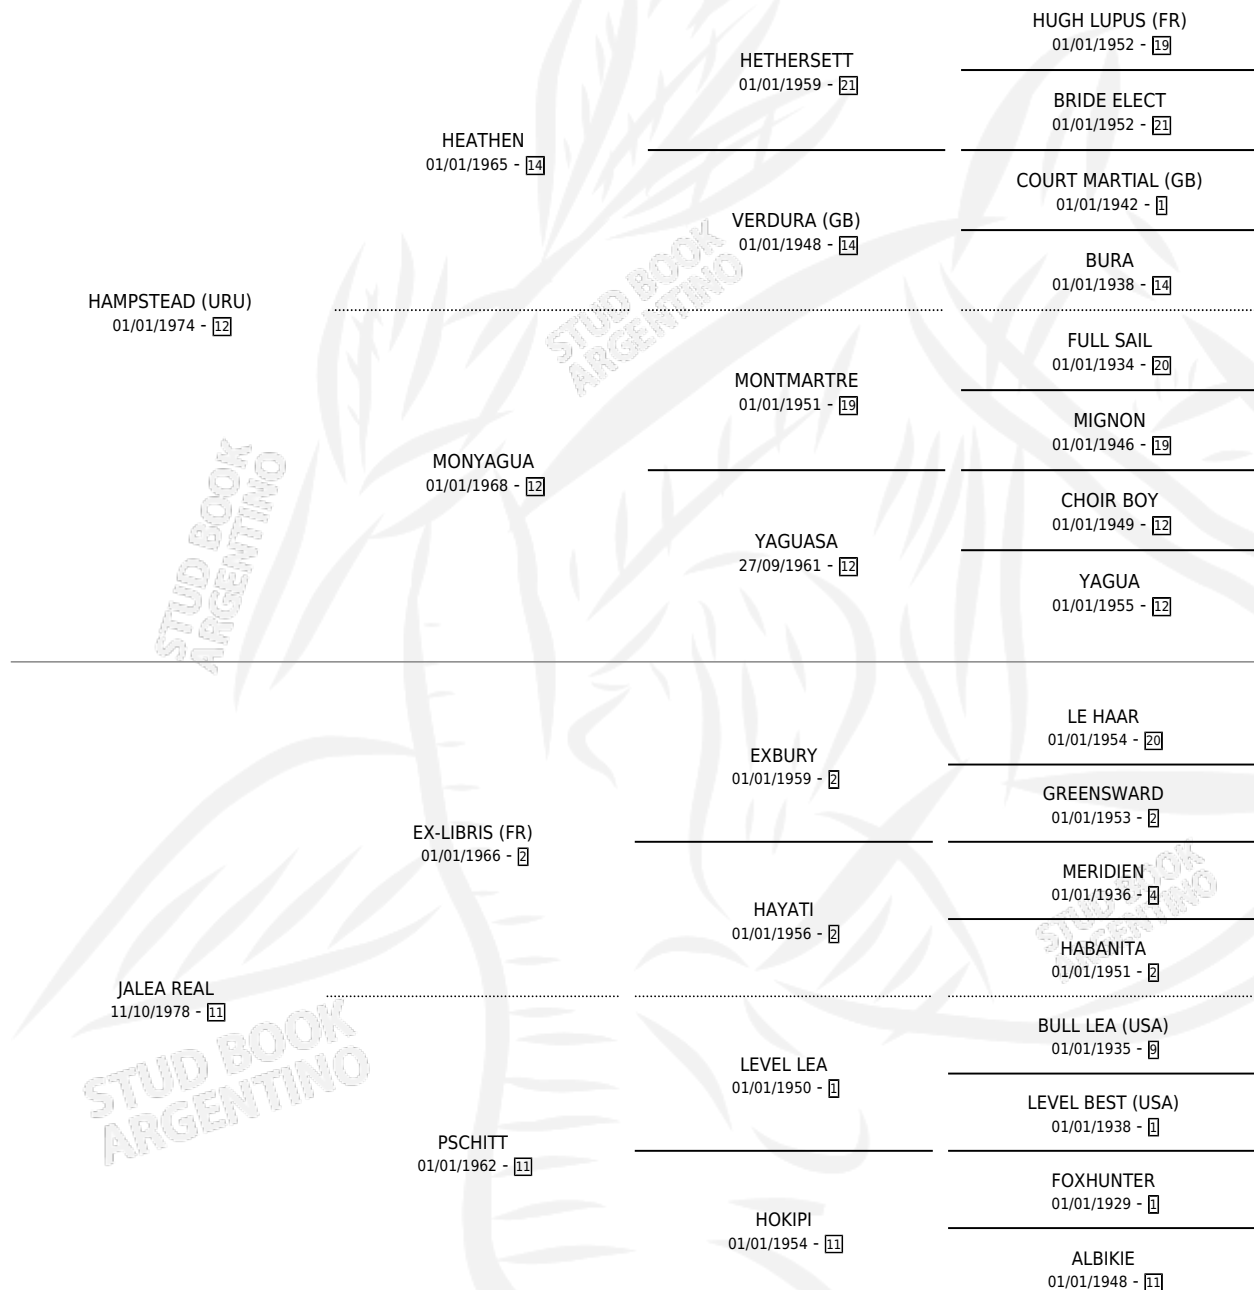 HUGH LUPUS (FR)
01/01/1952 - 19
HETHERSETT
01/01/1959 - 21
BRIDE ELECT
01/01/1952 - 21
HEATHEN
01/01/1965 - 14
COURT MARTIAL (GB)
01/01/1942 - 1
VERDURA (GB)
01/01/1948 - 14
BURA
01/01/1938 - 14
HAMPSTEAD (URU)
01/01/1974 - 12
FULL SAIL
01/01/1934 - 20
MONTMARTRE
01/01/1951 - 19
MIGNON
01/01/1946 - 19
MONYAGUA
01/01/1968 - 12
CHOIR BOY
01/01/1949 - 12
YAGUASA
27/09/1961 - 12
YAGUA
01/01/1955 - 12
LE HAAR
01/01/1954 - 20
EXBURY
01/01/1959 - 2
GREENSWARD
01/01/1953 - 2
EX-LIBRIS (FR)
01/01/1966 - 2
MERIDIEN
01/01/1936 - 4
HAYATI
01/01/1956 - 2
HABANITA
01/01/1951 - 2
JALEA REAL
11/10/1978 - 11
BULL LEA (USA)
01/01/1935 - 9
LEVEL LEA
01/01/1950 - 1
LEVEL BEST (USA)
01/01/1938 - 1
PSCHITT
01/01/1962 - 11
FOXHUNTER
01/01/1929 - 1
HOKIPI
01/01/1954 - 11
ALBIKIE
01/01/1948 - 11
STUD BOOK
ARGENTINO
STUD BOOK
ARGENTINO
STUD BOOK
ARGENTINO
STUD BOOK
ARGENTINO